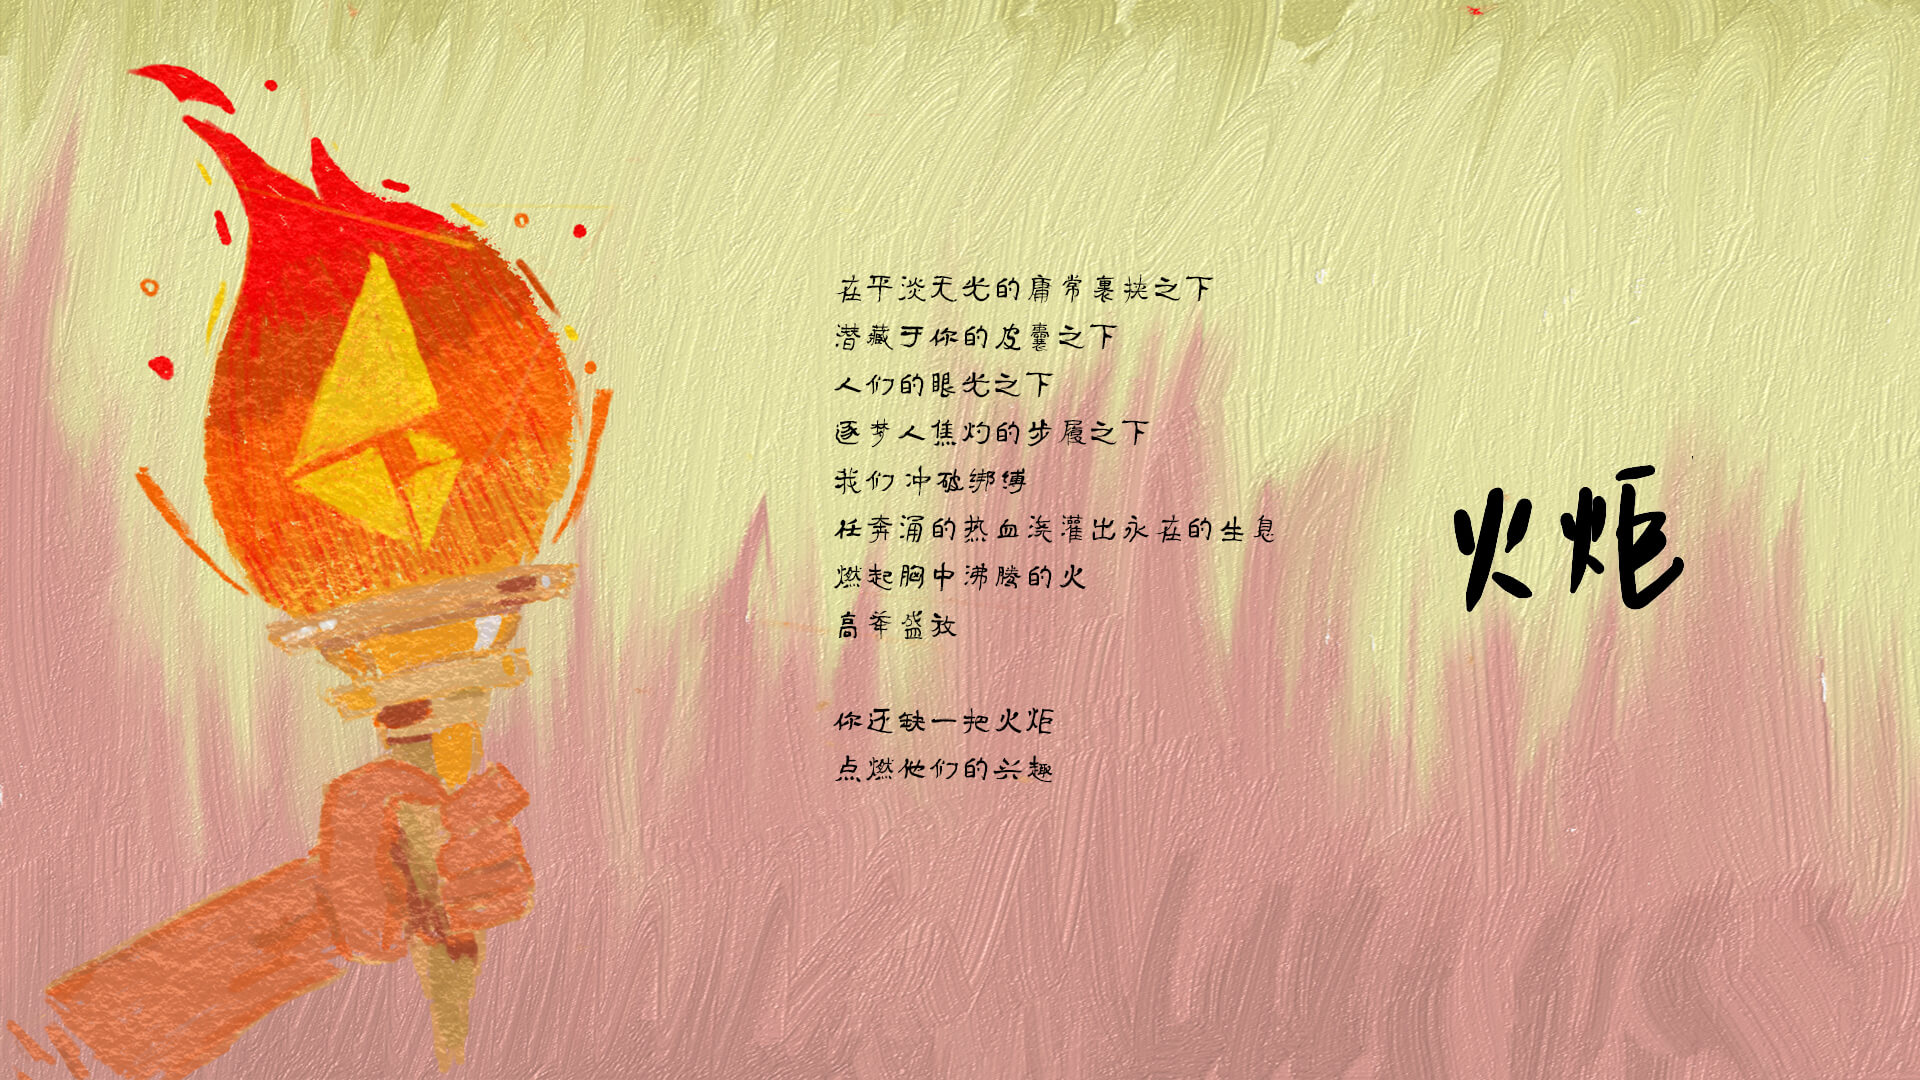 在平淡无光的庸常裹挟之下
潜藏于你的皮囊之下
人们的眼光之下
逐梦人焦灼的步履之下
我们冲破绑缚
任奔涌的热血浇灌出永在的生息
燃起胸中沸腾的火
高举盛放
你还缺一把火炬
点燃他们的兴趣
火炬